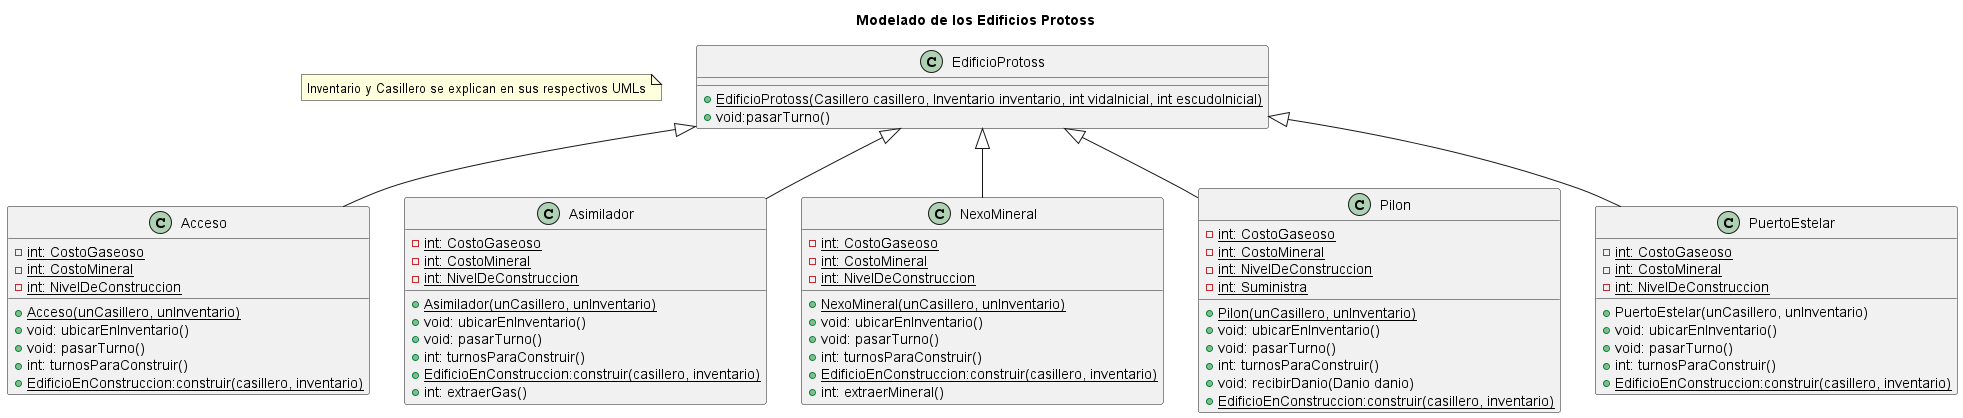 Modelado de los Edificios Protoss
Inventario y Casillero se explican en sus respectivos UMLs
C EdificioProtoss
EdificioProtoss(Casillero casillero, Inventario inventario, int vidaInicial, int escudoInicial)
void:pasarTurno()
C Acceso
int: CostoGaseoso
int: CostoMineral
int: NivelDeConstruccion
Acceso(unCasillero, unInventario)
void: ubicarEnInventario()
void: pasarTurno()
int: turnosParaConstruir()
EdificioEnConstruccion:construir(casillero, inventario)
C Asimilador
int: CostoGaseoso
int: CostoMineral
int: NivelDeConstruccion
Asimilador(unCasillero, unInventario)
void: ubicarEnInventario()
void: pasarTurno()
int: turnosParaConstruir()
EdificioEnConstruccion:construir(casillero, inventario)
int: extraerGas()
C NexoMineral
int: CostoGaseoso
int: CostoMineral
int: NivelDeConstruccion
NexoMineral(unCasillero, unInventario)
void: ubicarEnInventario()
void: pasarTurno()
int: turnosParaConstruir()
EdificioEnConstruccion:construir(casillero, inventario)
int: extraerMineral()
C Pilon
int: CostoGaseoso
int: CostoMineral
int: NivelDeConstruccion
int: Suministra
Pilon(unCasillero, unInventario)
void: ubicarEnInventario()
void: pasarTurno()
int: turnosParaConstruir()
void: recibirDanio(Danio danio)
EdificioEnConstruccion:construir(casillero, inventario)
C PuertoEstelar
int: CostoGaseoso
int: CostoMineral
int: NivelDeConstruccion
PuertoEstelar(unCasillero, unInventario)
void: ubicarEnInventario()
void: pasarTurno()
int: turnosParaConstruir()
EdificioEnConstruccion:construir(casillero, inventario)